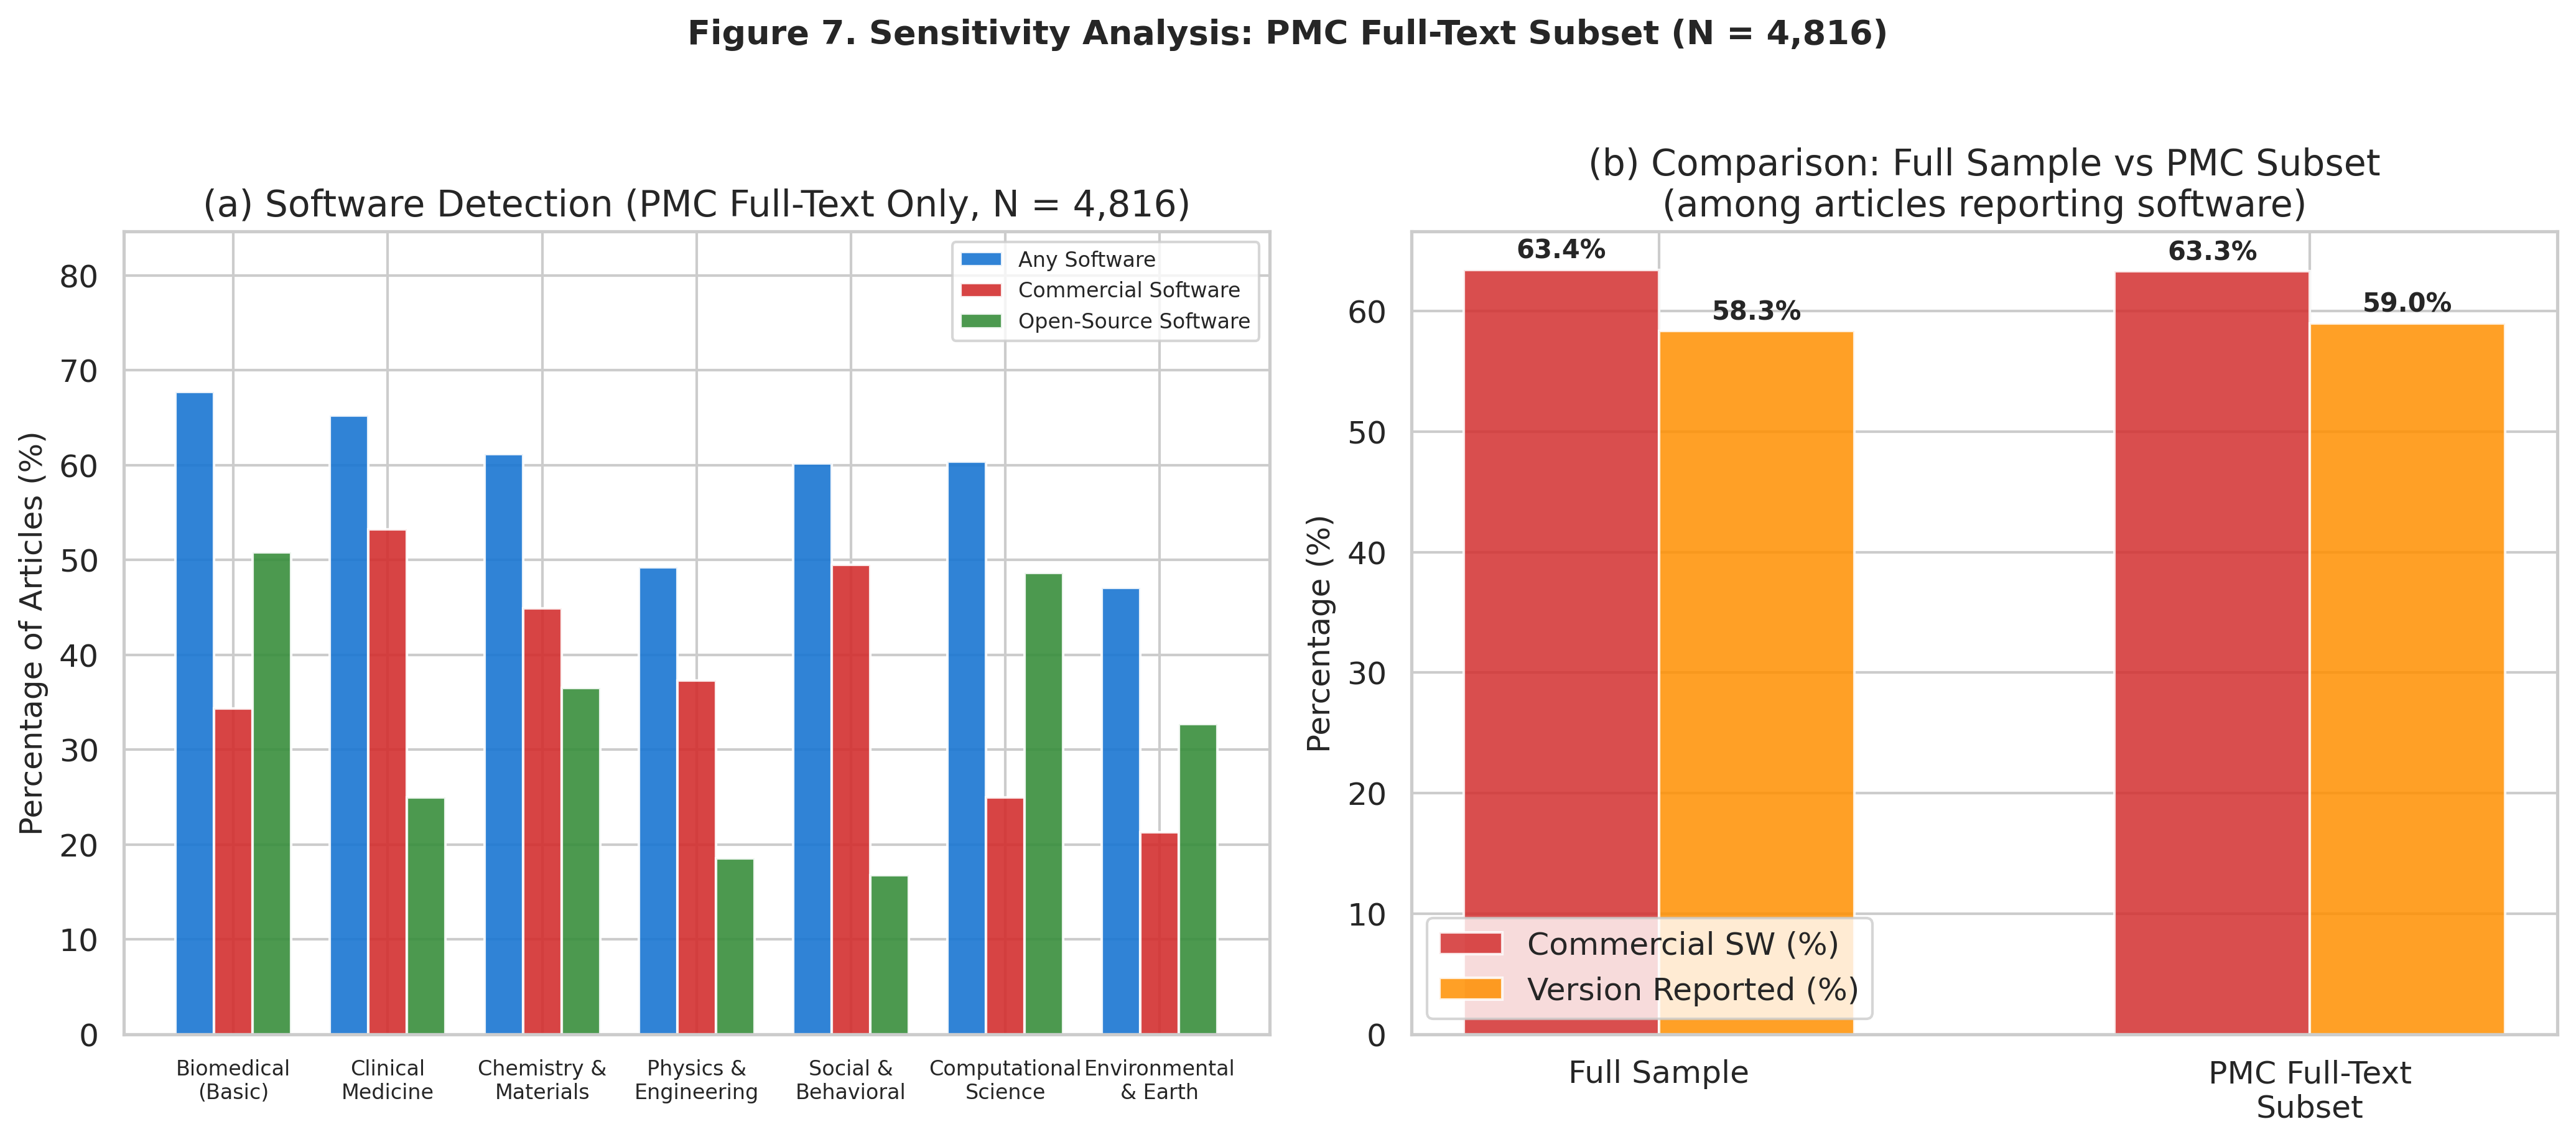 Figure 7. Sensitivity Analysis: PMC Full-Text Subset (N = 4,816)
(a) Software Detection (PMC Full-Text Only, N = 4,816)
Any Software
Commercial Software
Open-Source Software
Percentage of Articles (%)
80
70
60
50
40
30
20
10
0
Biomedical
(Basic)
Clinical
Medicine
Chemistry &
Materials
Physics &
Engineering
Social &
Behavioral
Computational
Science
Environmental
& Earth
(b) Comparison: Full Sample vs PMC Subset
(among articles reporting software)
63.4%
58.3%
63.3%
59.0%
Percentage (%)
60
50
40
30
20
10
0
Commercial SW (%)
Version Reported (%)
Full Sample
PMC Full-Text
Subset